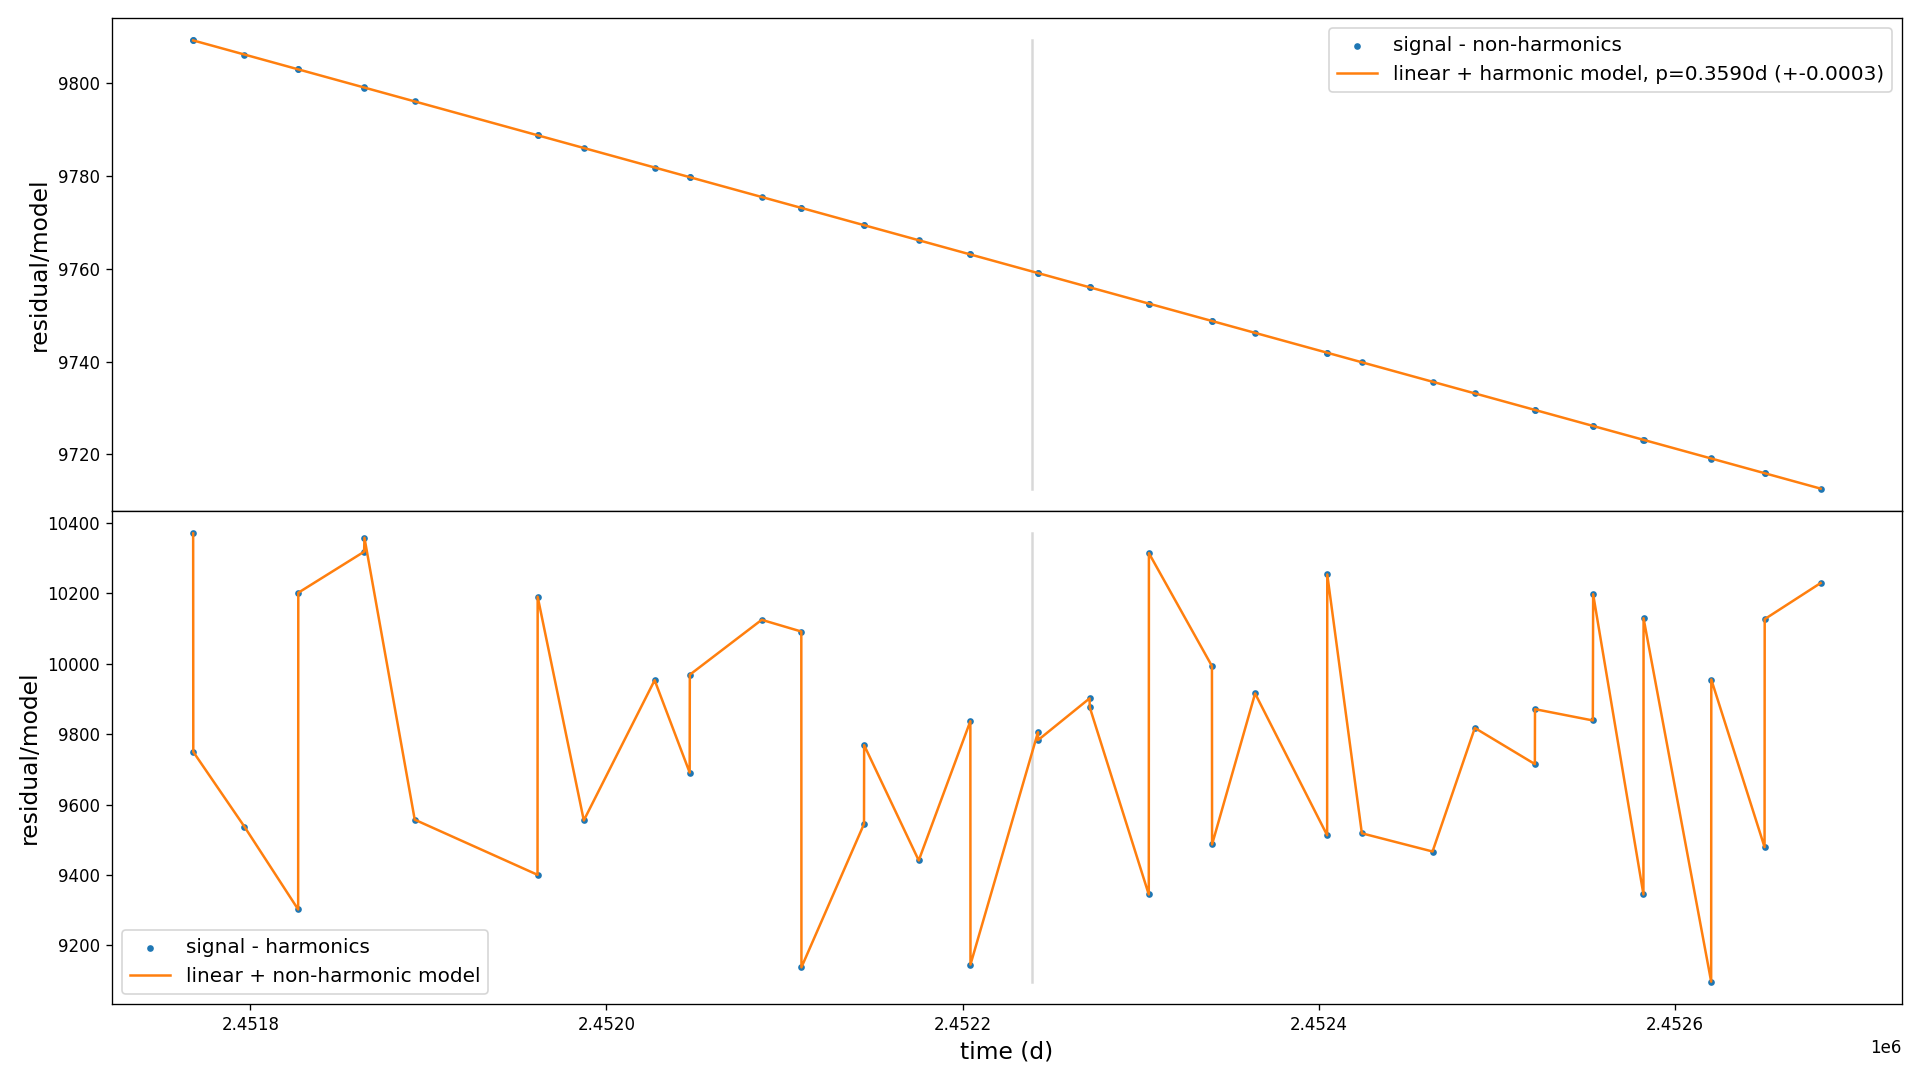 signal - non-harmonics
linear + harmonic model, p=0.3590d (+-0.0003)
9800
9780
9760
9740
9720
residual/model
10400
10200
10000
9800
9600
9400
9200
residual/model
signal - harmonics
linear + non-harmonic model
2.4518 2.4520 2.4522 2.4524 2.4526
time (d)
1e6